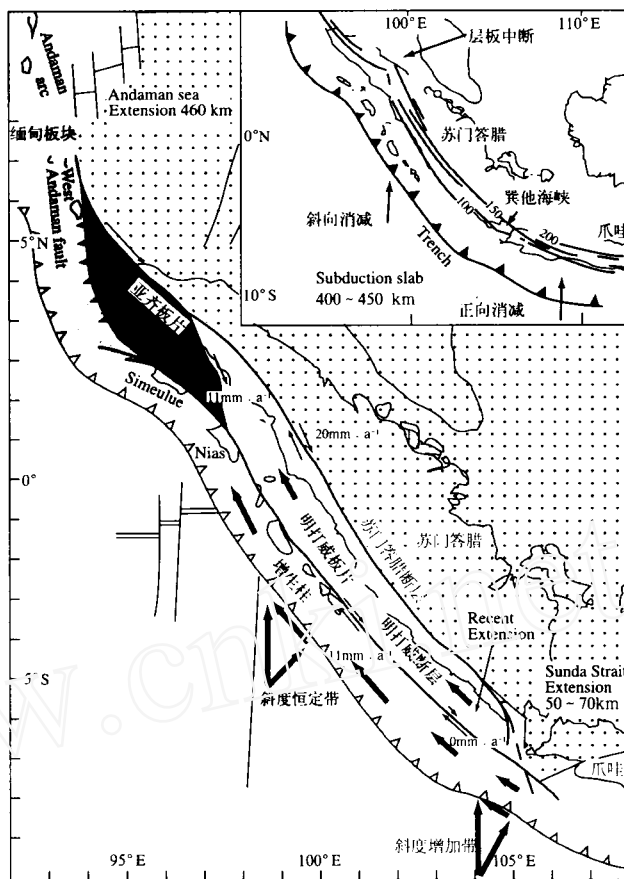 100°E
110°E
层板中断
0°N
苏门答腊
巽他海峡
100
150
200
爪哇
斜向消减
Trench
10°S
Subduction slab
400~450 km
正向消减
Andaman
arc
Andaman sea
Extension 460 km
缅甸板块
West
Andaman fault
5°N
亚齐板片
Simeulue
11mm·a⁻¹
20mm·a⁻¹
Nias
0°
明打威板片
苏门答腊断层
苏门答腊
增生柱
Recent
Extension
明打威断层
11mm·a⁻¹
5°S
斜度恒定带
Sunda Strait
Extension
50~70km
0mm·a⁻¹
爪哇
斜度增加带
95°E
100°E
105°E
www.cnki.net